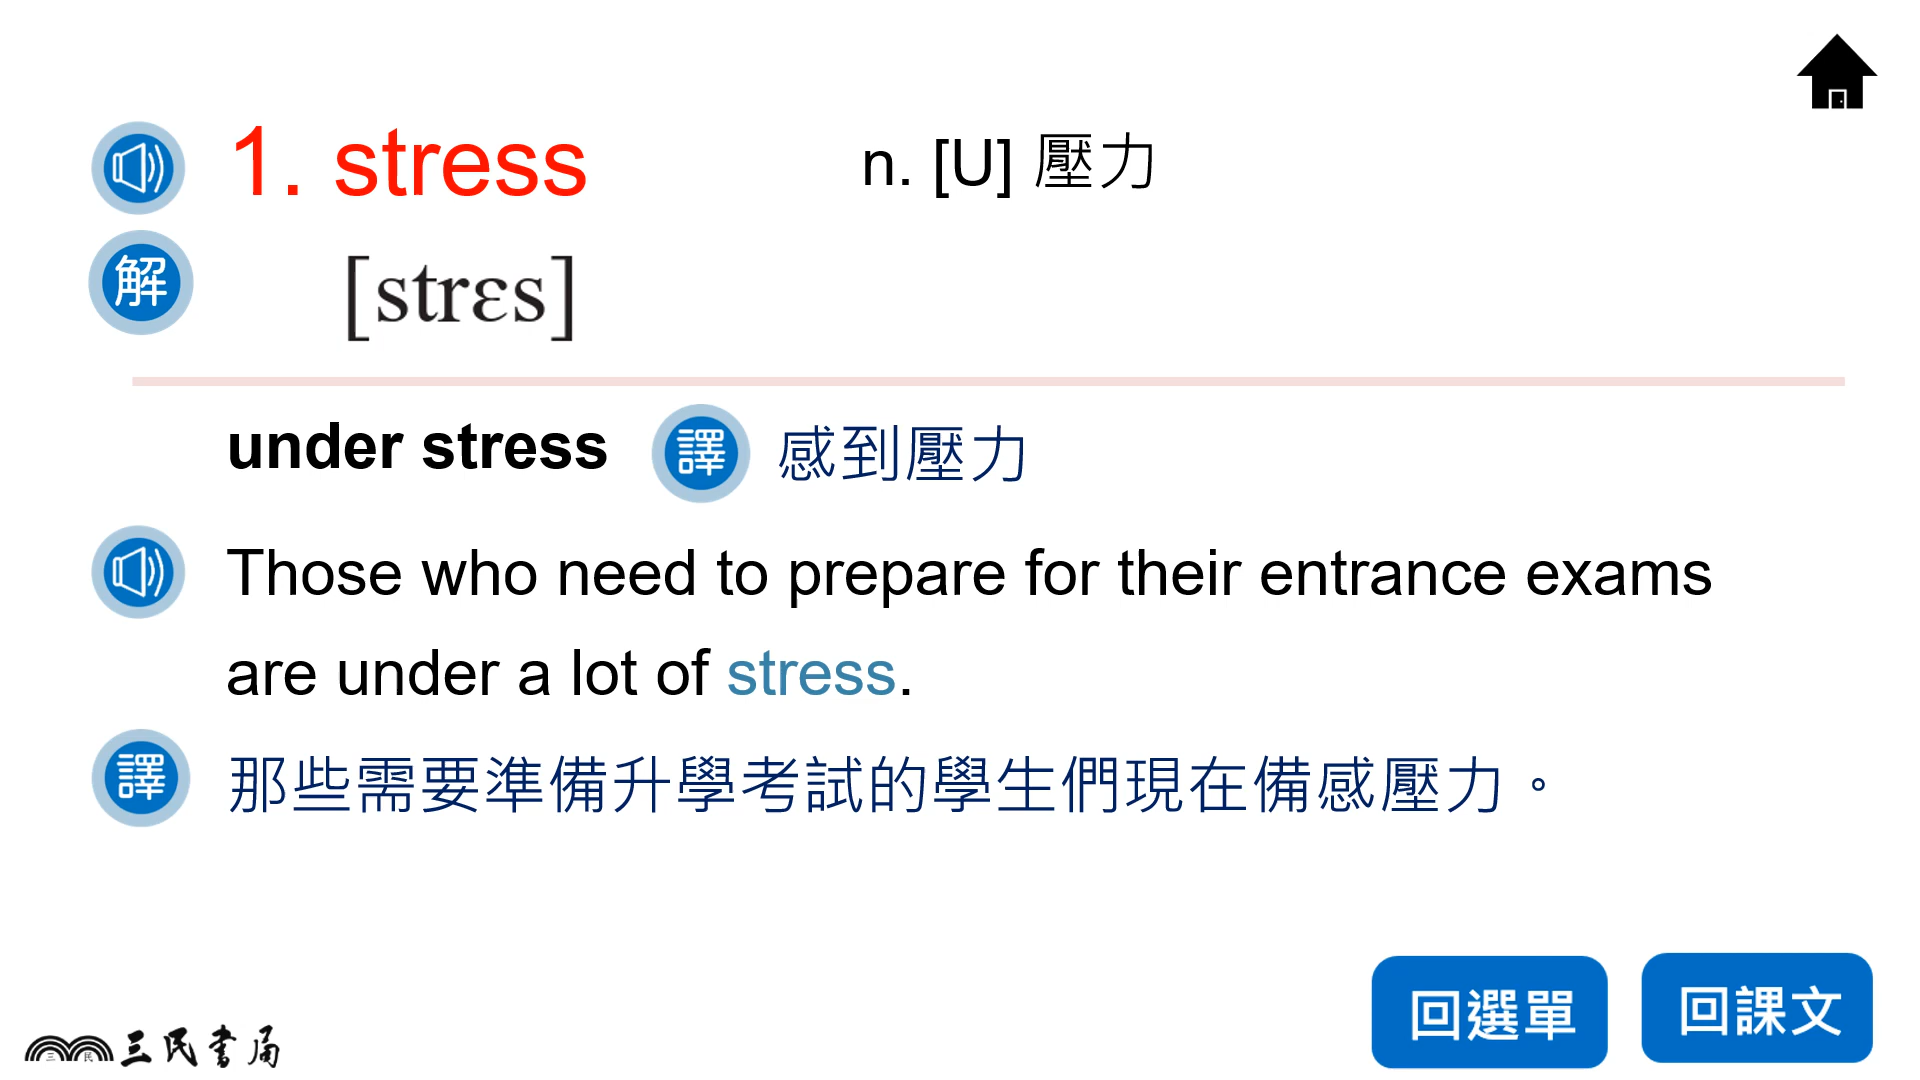 1. stress
n. [U] 壓力
解
[strɛs]
under stress
譯
感到壓力
Those who need to prepare for their entrance exams
are under a lot of stress.
譯
那些需要準備升學考試的學生們現在備感壓力。
回選單
回課文
三民書局